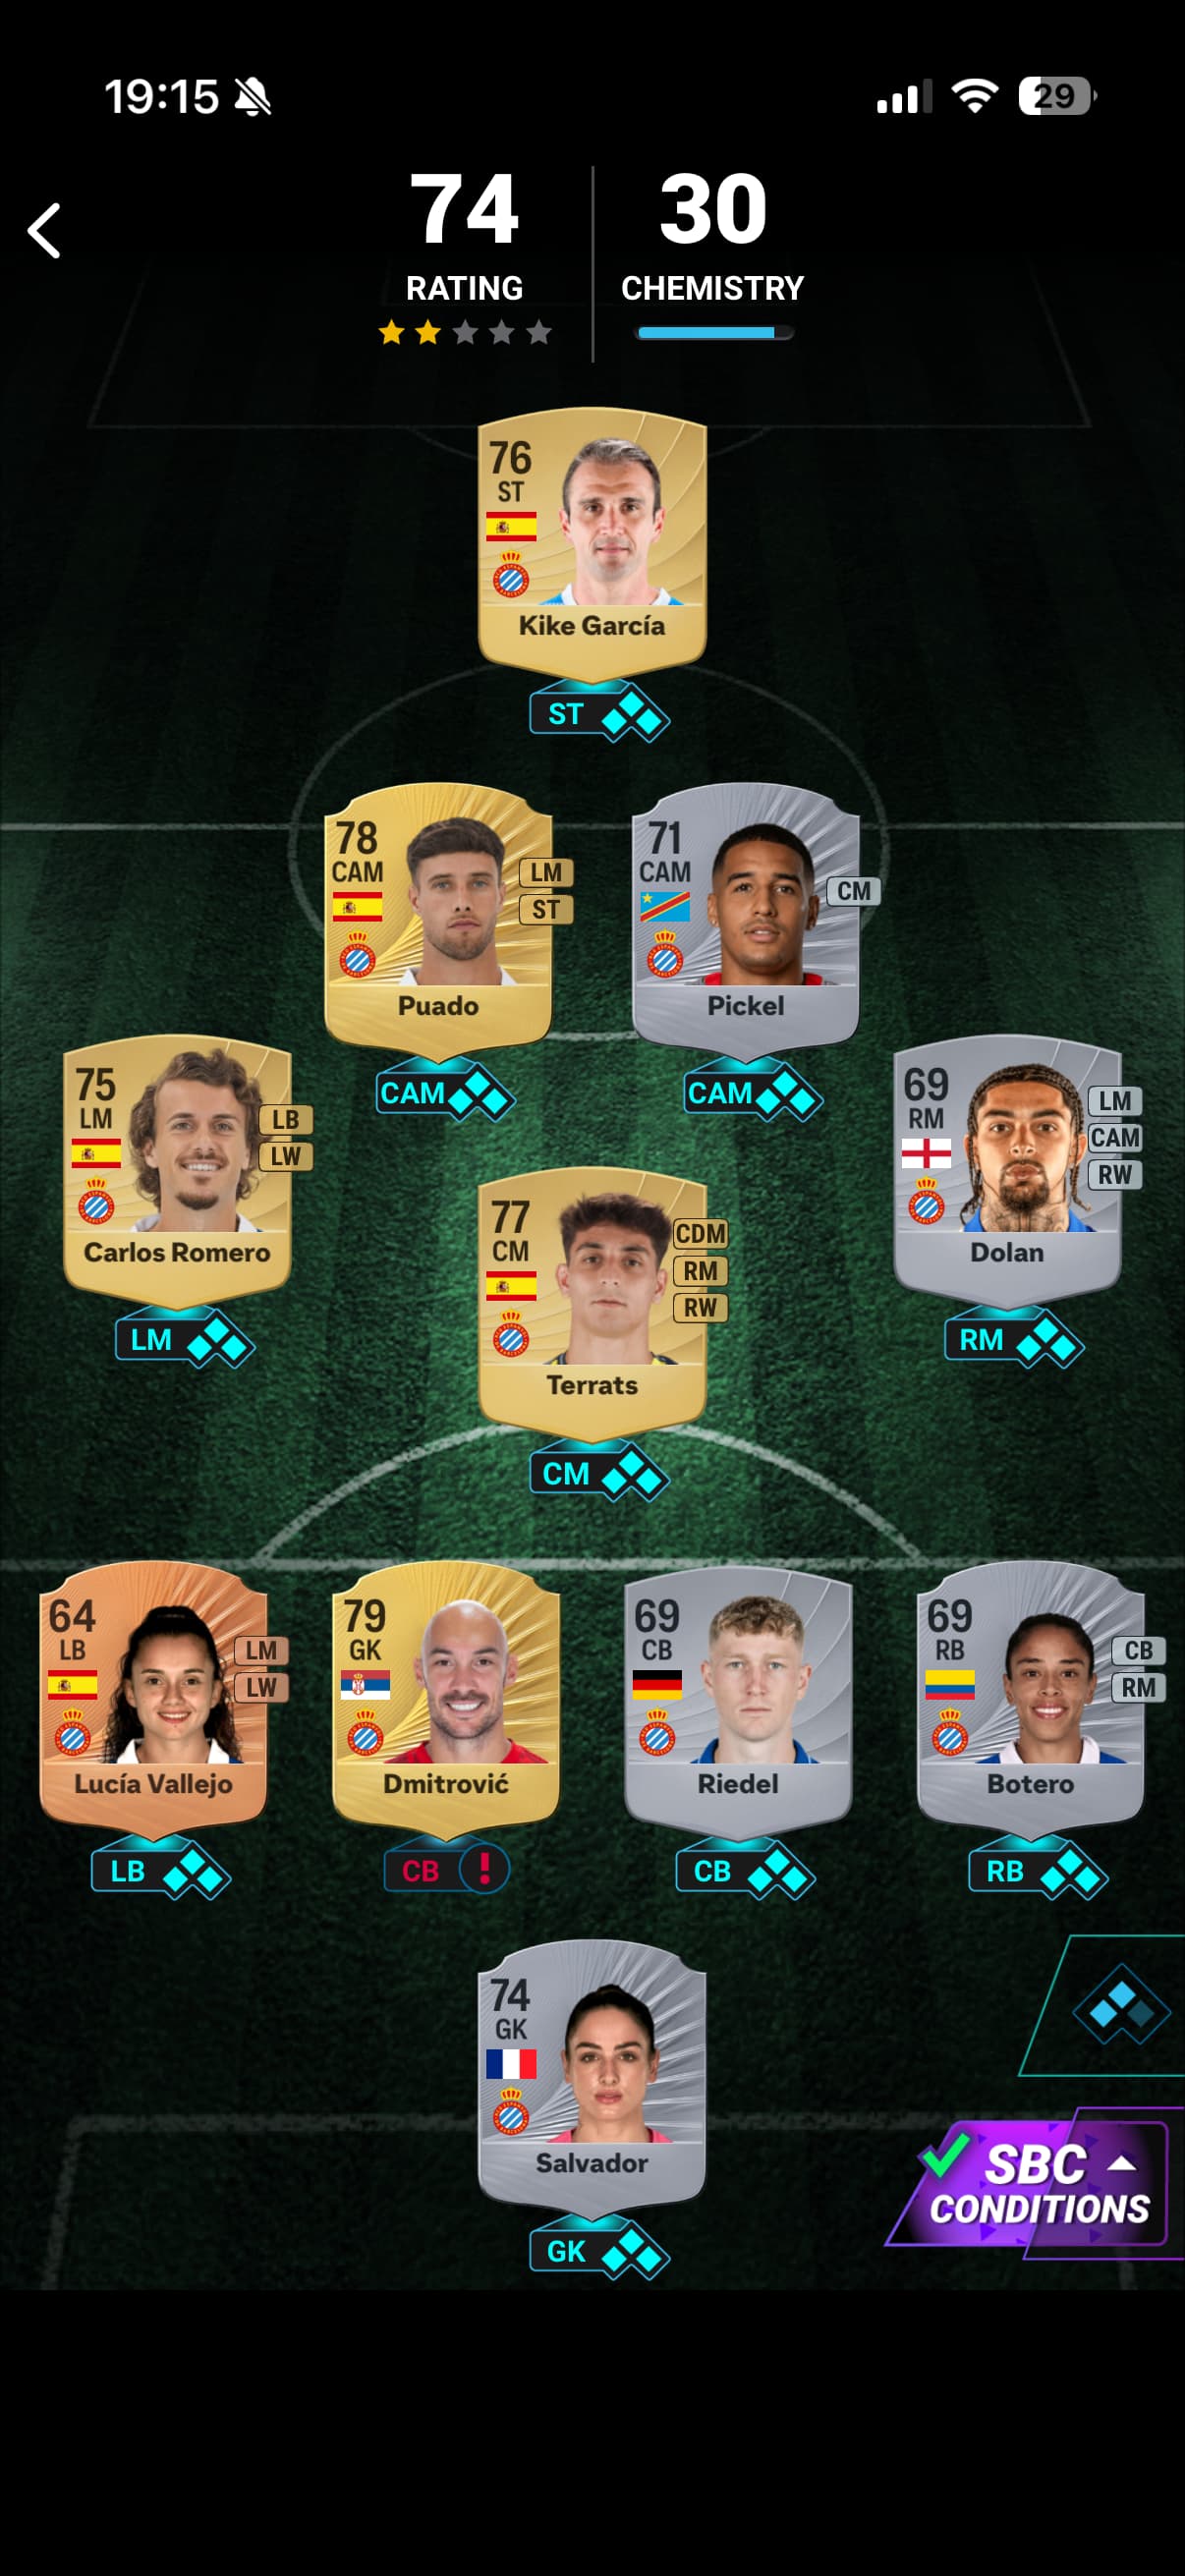 19:15
29
74
30
RATING
CHEMISTRY
76
ST
Kike García
ST
78
CAM
LM
ST
Puado
CAM
71
CAM
CM
Pickel
CAM
75
LM
LB
LW
Carlos Romero
LM
69
RM
LM
CAM
RW
Dolan
RM
77
CM
CDM
RM
RW
Terrats
CM
64
LB
LM
LW
Lucía Vallejo
LB
79
GK
Dmitrović
CB !
69
CB
Riedel
CB
69
RB
CB
RM
Botero
RB
74
GK
Salvador
GK
SBC
CONDITIONS